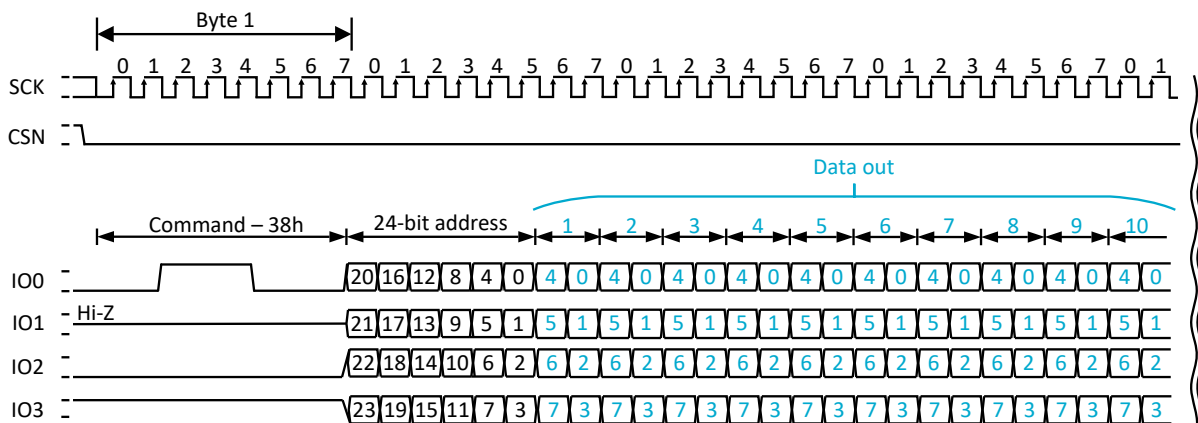 Byte 1
0 1 2 3 4 5 6 7 0 1 2 3 4 5 6 7 0 1 2 3 4 5 6 7 0 1 2 3 4 5 6 7 0 1
SCK
CSN
Data out
Command – 38h 24-bit address 1 2 3 4 5 6 7 8 9 10
IO0 20 16 12 8 4 0 4 0 4 0 4 0 4 0 4 0 4 0 4 0 4 0 4 0 4 0
Hi-Z
IO1 21 17 13 9 5 1 5 1 5 1 5 1 5 1 5 1 5 1 5 1 5 1 5 1 5 1
IO2 22 18 14 10 6 2 6 2 6 2 6 2 6 2 6 2 6 2 6 2 6 2 6 2 6 2
IO3 23 19 15 11 7 3 7 3 7 3 7 3 7 3 7 3 7 3 7 3 7 3 7 3 7 3